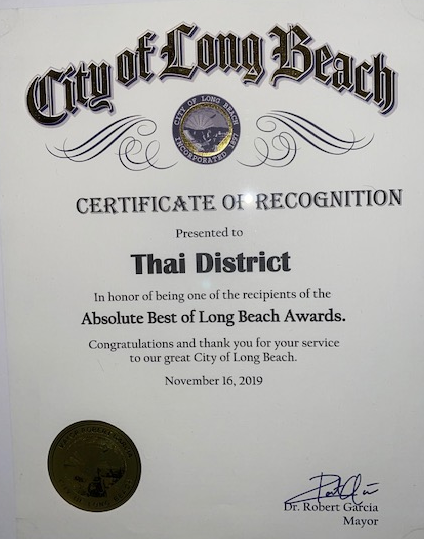 City of Long Beach
CITY OF LONG BEACH
INCORPORATED 1897
CERTIFICATE OF RECOGNITION
Presented to
Thai District
In honor of being one of the recipients of the
Absolute Best of Long Beach Awards.
Congratulations and thank you for your service
to our great City of Long Beach.
November 16, 2019
Dr. Robert Garcia
Mayor